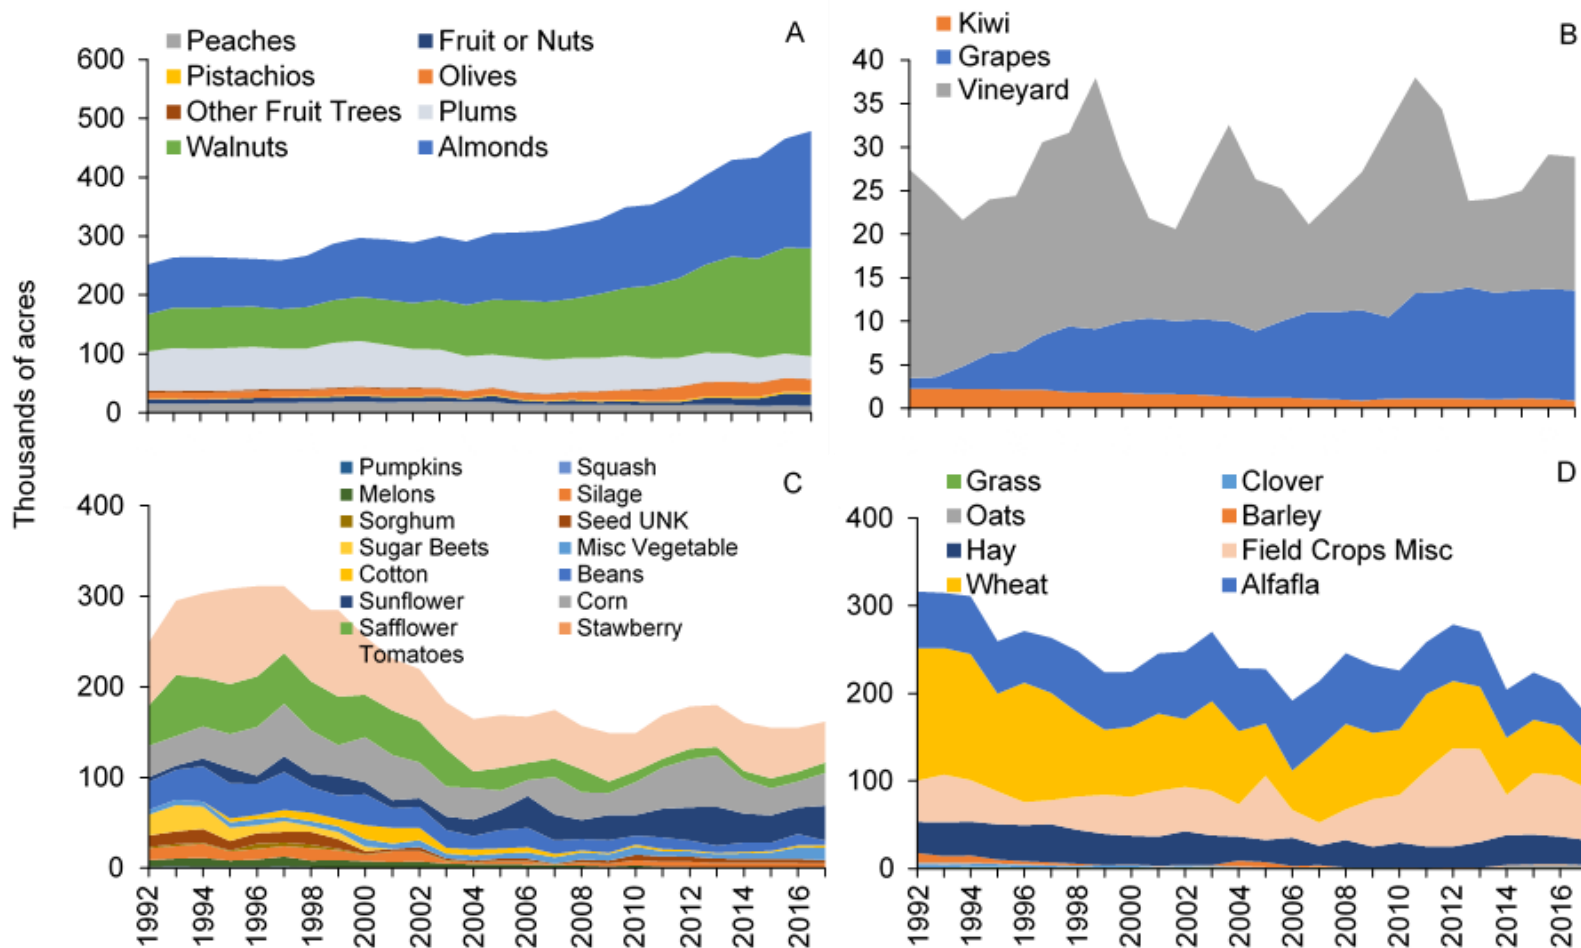 Thousands of acres
A
Peaches
Fruit or Nuts
Pistachios
Olives
Other Fruit Trees
Plums
Walnuts
Almonds
600
500
400
300
200
100
0
B
Kiwi
Grapes
Vineyard
40
35
30
25
20
15
10
5
0
C
Pumpkins
Squash
Melons
Silage
Sorghum
Seed UNK
Sugar Beets
Misc Vegetable
Cotton
Beans
Sunflower
Corn
Safflower
Stawberry
Tomatoes
400
300
200
100
0
1992
1994
1996
1998
2000
2002
2004
2006
2008
2010
2012
2014
2016
D
Grass
Clover
Oats
Barley
Hay
Field Crops Misc
Wheat
Alfafla
400
300
200
100
0
1992
1994
1996
1998
2000
2002
2004
2006
2008
2010
2012
2014
2016